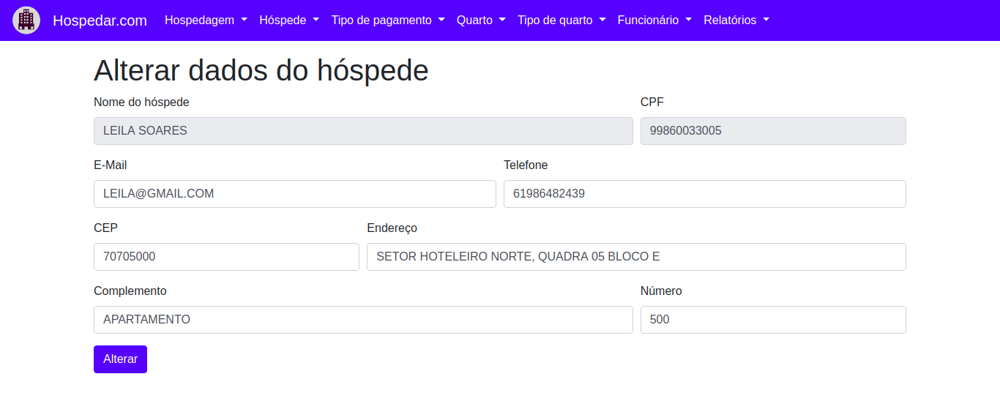 Hospedar.com Hospedagem Hóspede Tipo de pagamento Quarto Tipo de quarto Funcionário Relatórios
Alterar dados do hóspede
Nome do hóspede CPF
LEILA SOARES 99860033005
E-Mail Telefone
LEILA@GMAIL.COM 61986482439
CEP Endereço
70705000 SETOR HOTELEIRO NORTE, QUADRA 05 BLOCO E
Complemento Número
APARTAMENTO 500
Alterar